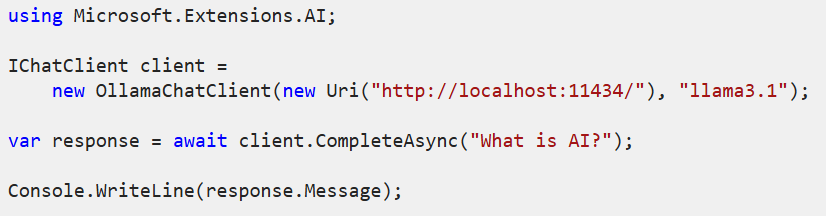 using Microsoft.Extensions.AI;
IChatClient client =
    new OllamaChatClient(new Uri("http://localhost:11434/"), "llama3.1");
var response = await client.CompleteAsync("What is AI?");
Console.WriteLine(response.Message);